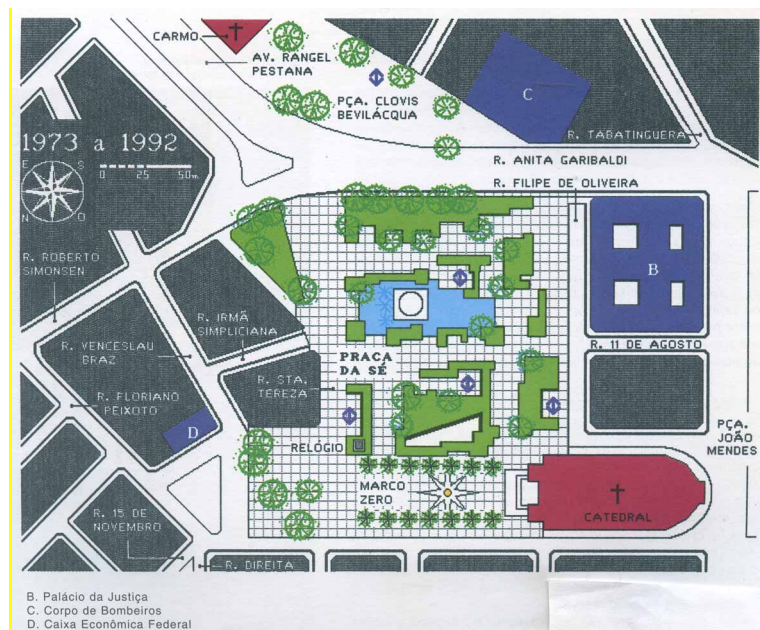 CARMO
AV. RANGEL
PESTANA
PÇA. CLOVIS
BEVILÁCQUA
C
R. TABATINGUERA
1973 a 1992
R. ANITA GARIBALDI
E
S
0 25 50m
R. FILIPE DE OLIVEIRA
N
O
R. ROBERTO
SIMONSEN
B
R. IRMÃ
SIMPLICIANA
R. VENCESLAU
BRAZ
R. 11 DE AGOSTO
PRAÇA
DA SÉ
R. STA.
TEREZA
R. FLORIANO
PEIXOTO
D
PÇA.
JOÃO
MENDES
RELÓGIO
MARCO
ZERO
R. 15 DE
NOVEMBRO
CATEDRAL
R. DIREITA
B. Palácio da Justiça
C. Corpo de Bombeiros
D. Caixa Econômica Federal